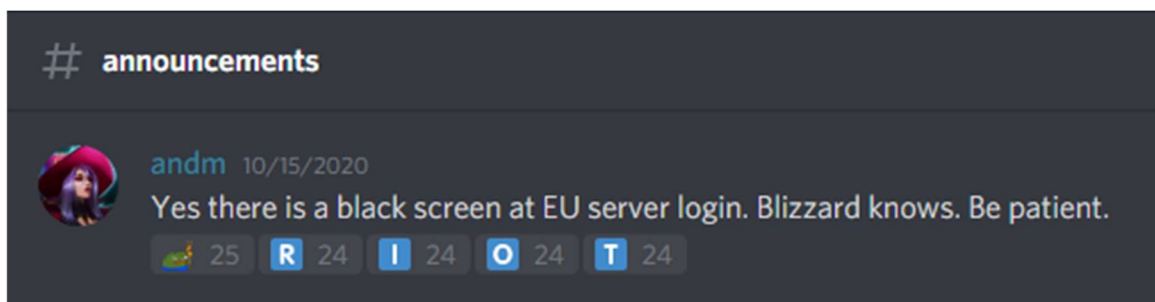 # announcements
andm 10/15/2020
Yes there is a black screen at EU server login. Blizzard knows. Be patient.
25 R 24 I 24 O 24 T 24